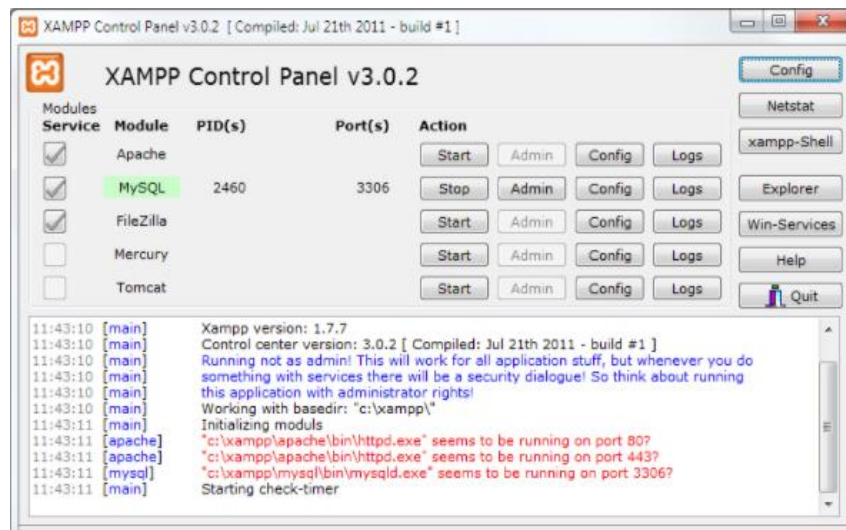 XAMPP Control Panel v3.0.2 [ Compiled: Jul 21th 2011 - build #1 ]
XAMPP Control Panel v3.0.2
Config
Modules
Netstat
Service Module PID(s) Port(s) Action
xampp-Shell
Apache Start Admin Config Logs
MySQL 2460 3306 Stop Admin Config Logs
Explorer
FileZilla Start Admin Config Logs
Win-Services
Mercury Start Admin Config Logs
Help
Tomcat Start Admin Config Logs
Quit
11:43:10 [main] Xampp version: 1.7.7
11:43:10 [main] Control center version: 3.0.2 [ Compiled: Jul 21th 2011 - build #1 ]
11:43:10 [main] Running not as admin! This will work for all application stuff, but whenever you do
11:43:10 [main] something with services there will be a security dialogue! So think about running
11:43:10 [main] this application with administrator rights!
11:43:10 [main] Working with basedir: "c:\xampp\"
11:43:11 [main] Initializing moduls
11:43:11 [apache] "c:\xampp\apache\bin\httpd.exe" seems to be running on port 80?
11:43:11 [apache] "c:\xampp\apache\bin\httpd.exe" seems to be running on port 443?
11:43:11 [mysql] "c:\xampp\mysql\bin\mysqld.exe" seems to be running on port 3306?
11:43:11 [main] Starting check-timer